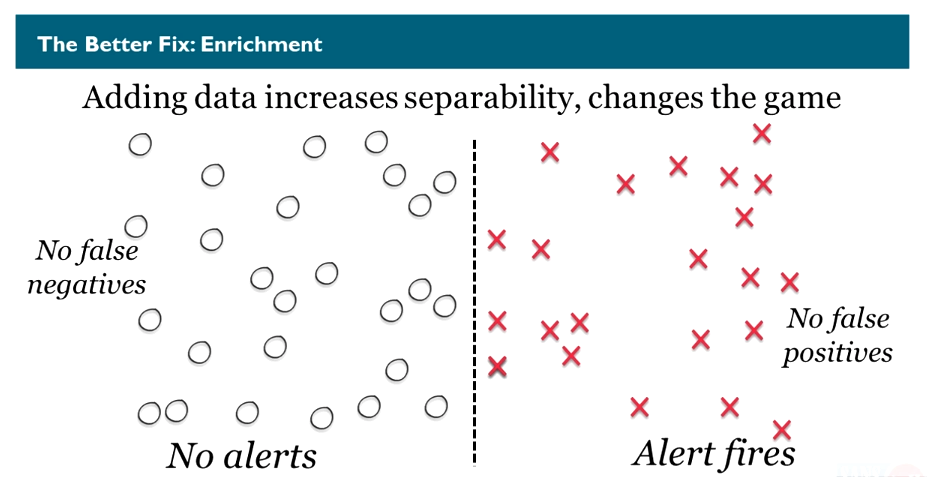 The Better Fix: Enrichment
Adding data increases separability, changes the game
No false
negatives
No false
positives
No alerts
Alert fires